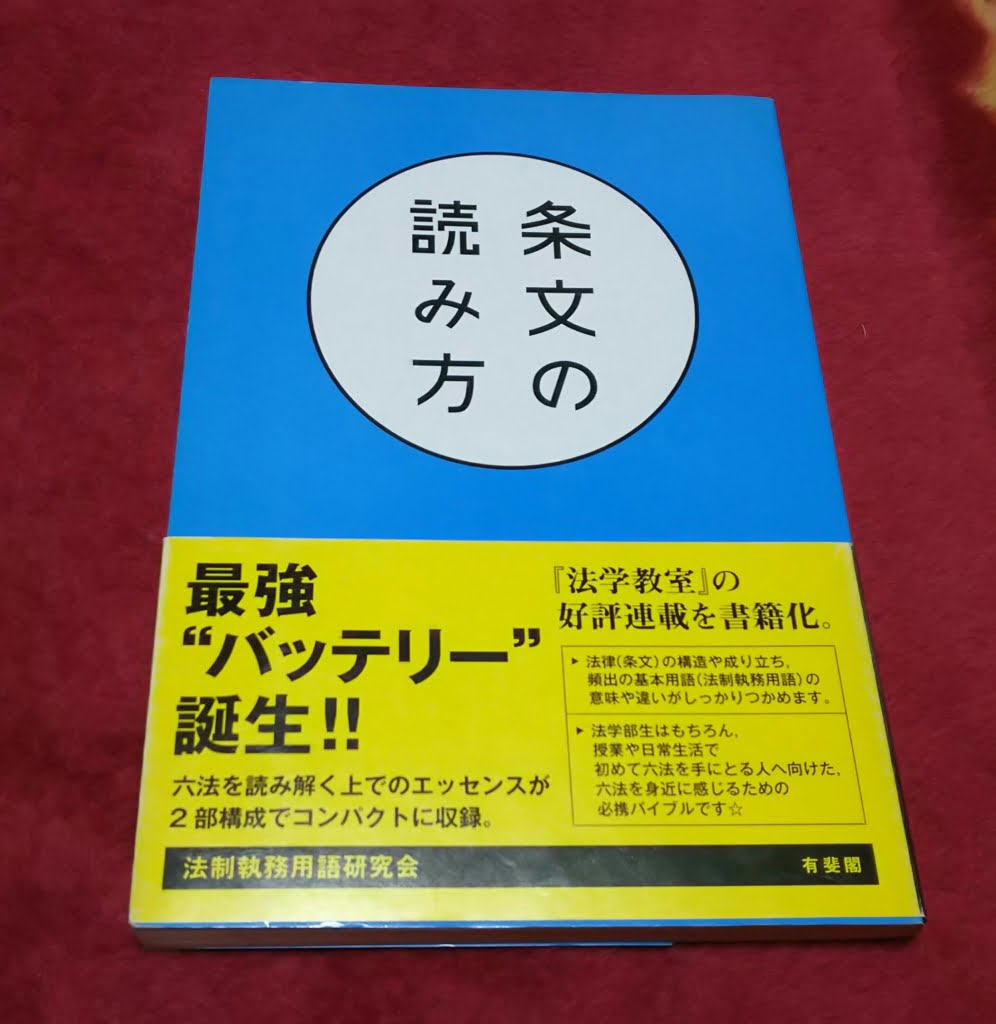 条文の
読み方
最強
“バッテリー”
誕生!!
六法を読み解く上でのエッセンスが
2部構成でコンパクトに収録。
『法学教室』の
好評連載を書籍化。
▶ 法律(条文)の構造や成り立ち,
頻出の基本用語(法制執務用語)の
意味や違いがしっかりつかめます。
▶ 法学部生はもちろん,
授業や日常生活で
初めて六法を手にとる人へ向けた,
六法を身近に感じるための
必携バイブルです☆
法制執務用語研究会
有斐閣